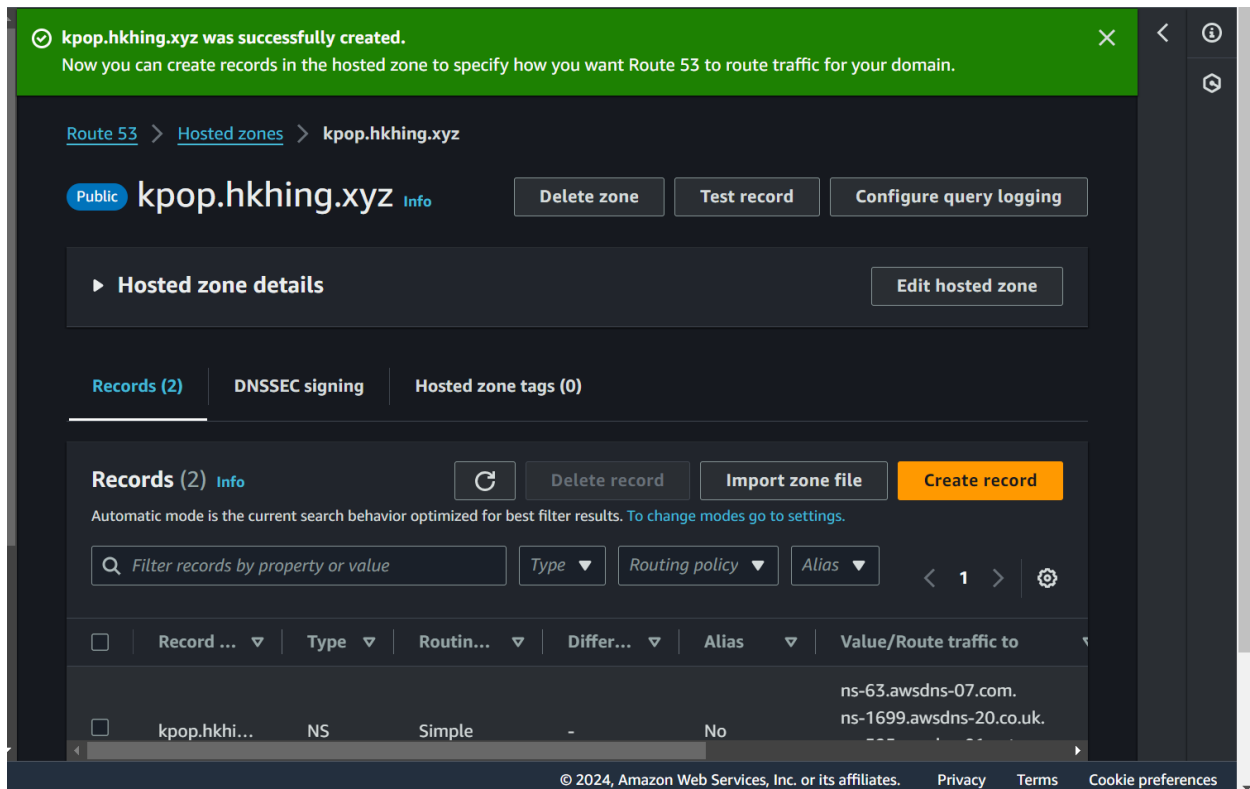 kpop.hkhing.xyz was successfully created.
Now you can create records in the hosted zone to specify how you want Route 53 to route traffic for your domain.
Route 53 > Hosted zones > kpop.hkhing.xyz
Public kpop.hkhing.xyz Info Delete zone Test record Configure query logging
Hosted zone details Edit hosted zone
Records (2) DNSSEC signing Hosted zone tags (0)
Records (2) Info Delete record Import zone file Create record
Automatic mode is the current search behavior optimized for best filter results. To change modes go to settings.
Filter records by property or value Type Routing policy Alias 1
Record ... Type Routin... Differ... Alias Value/Route traffic to
ns-63.awsdns-07.com.
ns-1699.awsdns-20.co.uk.
kpop.hkhi... NS Simple - No
© 2024, Amazon Web Services, Inc. or its affiliates. Privacy Terms Cookie preferences